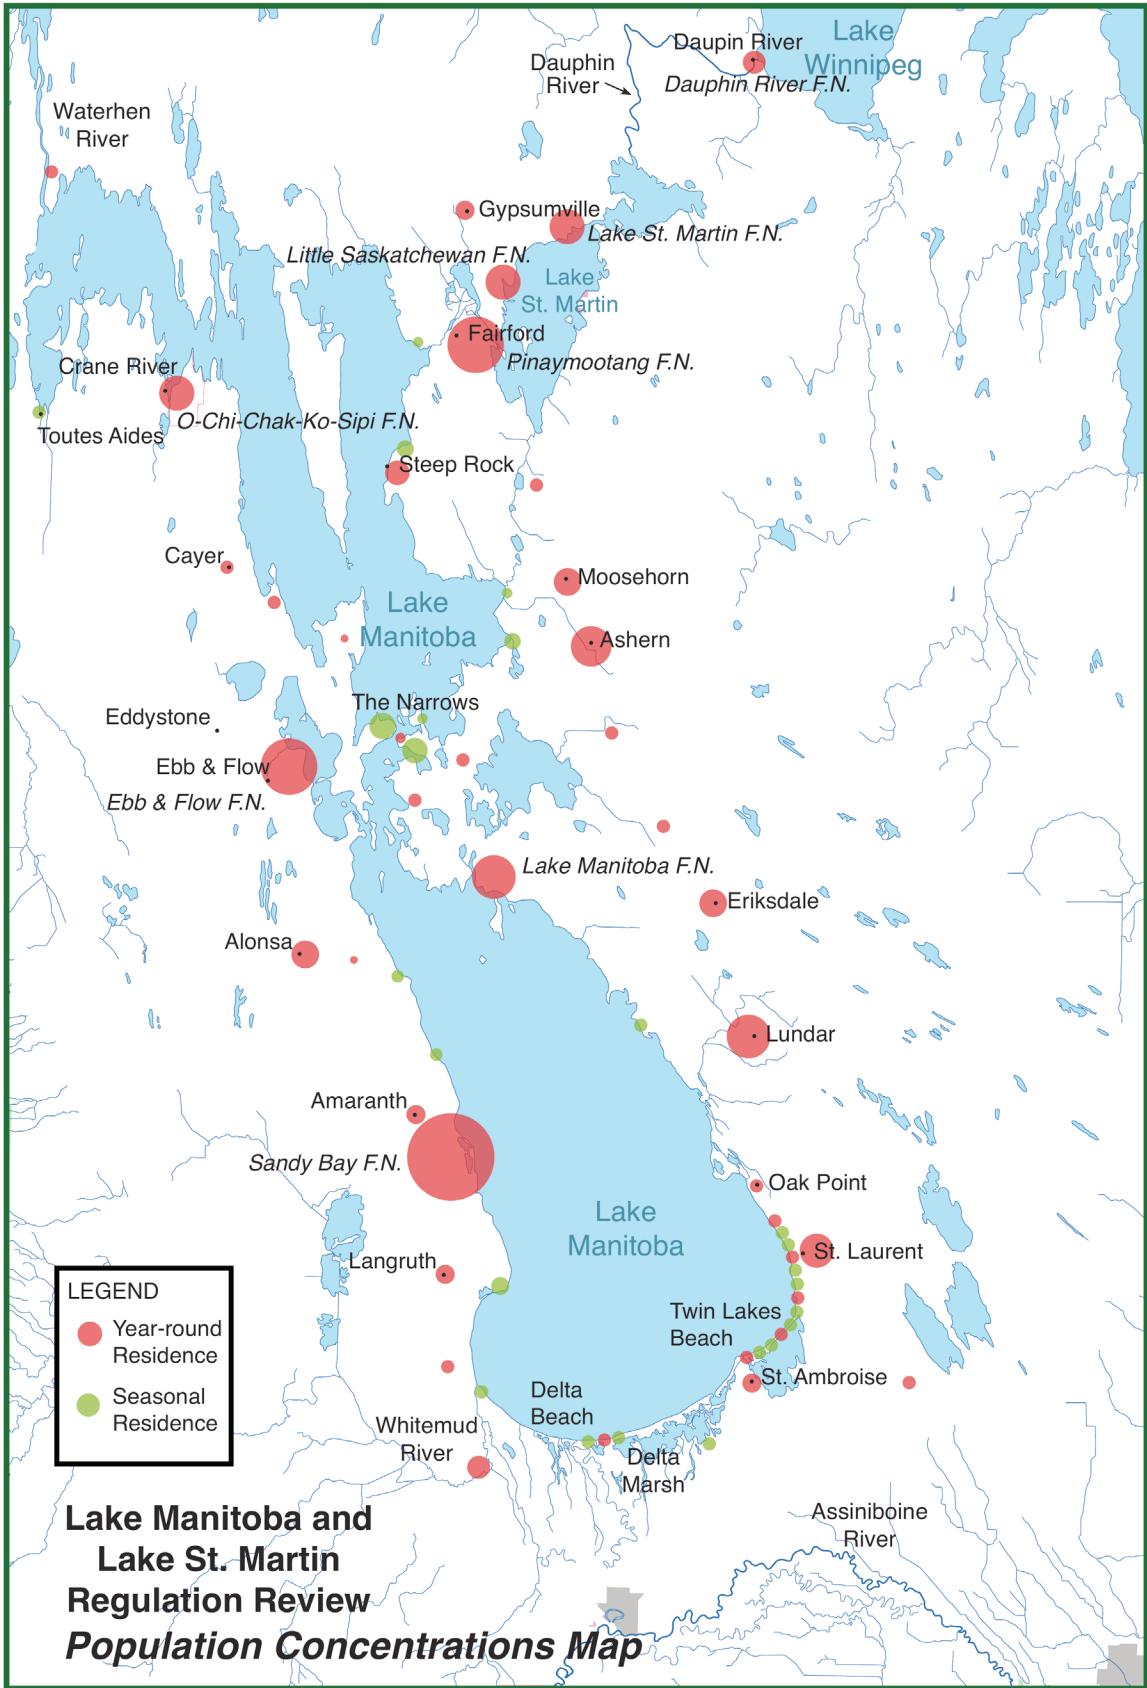 Lake
Winnipeg
Daupin River
Dauphin River F.N.
Dauphin
River
Waterhen
River
Gypsumville
Lake St. Martin F.N.
Little Saskatchewan F.N.
Lake
St. Martin
Fairford
Pinaymootang F.N.
Crane River
O-Chi-Chak-Ko-Sipi F.N.
Toutes Aides
Steep Rock
Cayer
Moosehorn
Lake
Manitoba
Ashern
The Narrows
Eddystone
Ebb & Flow
Ebb & Flow F.N.
Lake Manitoba F.N.
Eriksdale
Alonsa
Lundar
Amaranth
Sandy Bay F.N.
Oak Point
Lake
Manitoba
St. Laurent
Langruth
Twin Lakes
Beach
St. Ambroise
Delta
Beach
Whitemud
River
Delta
Marsh
Assiniboine
River
LEGEND
Year-round
Residence
Seasonal
Residence
Lake Manitoba and
Lake St. Martin
Regulation Review
Population Concentrations Map